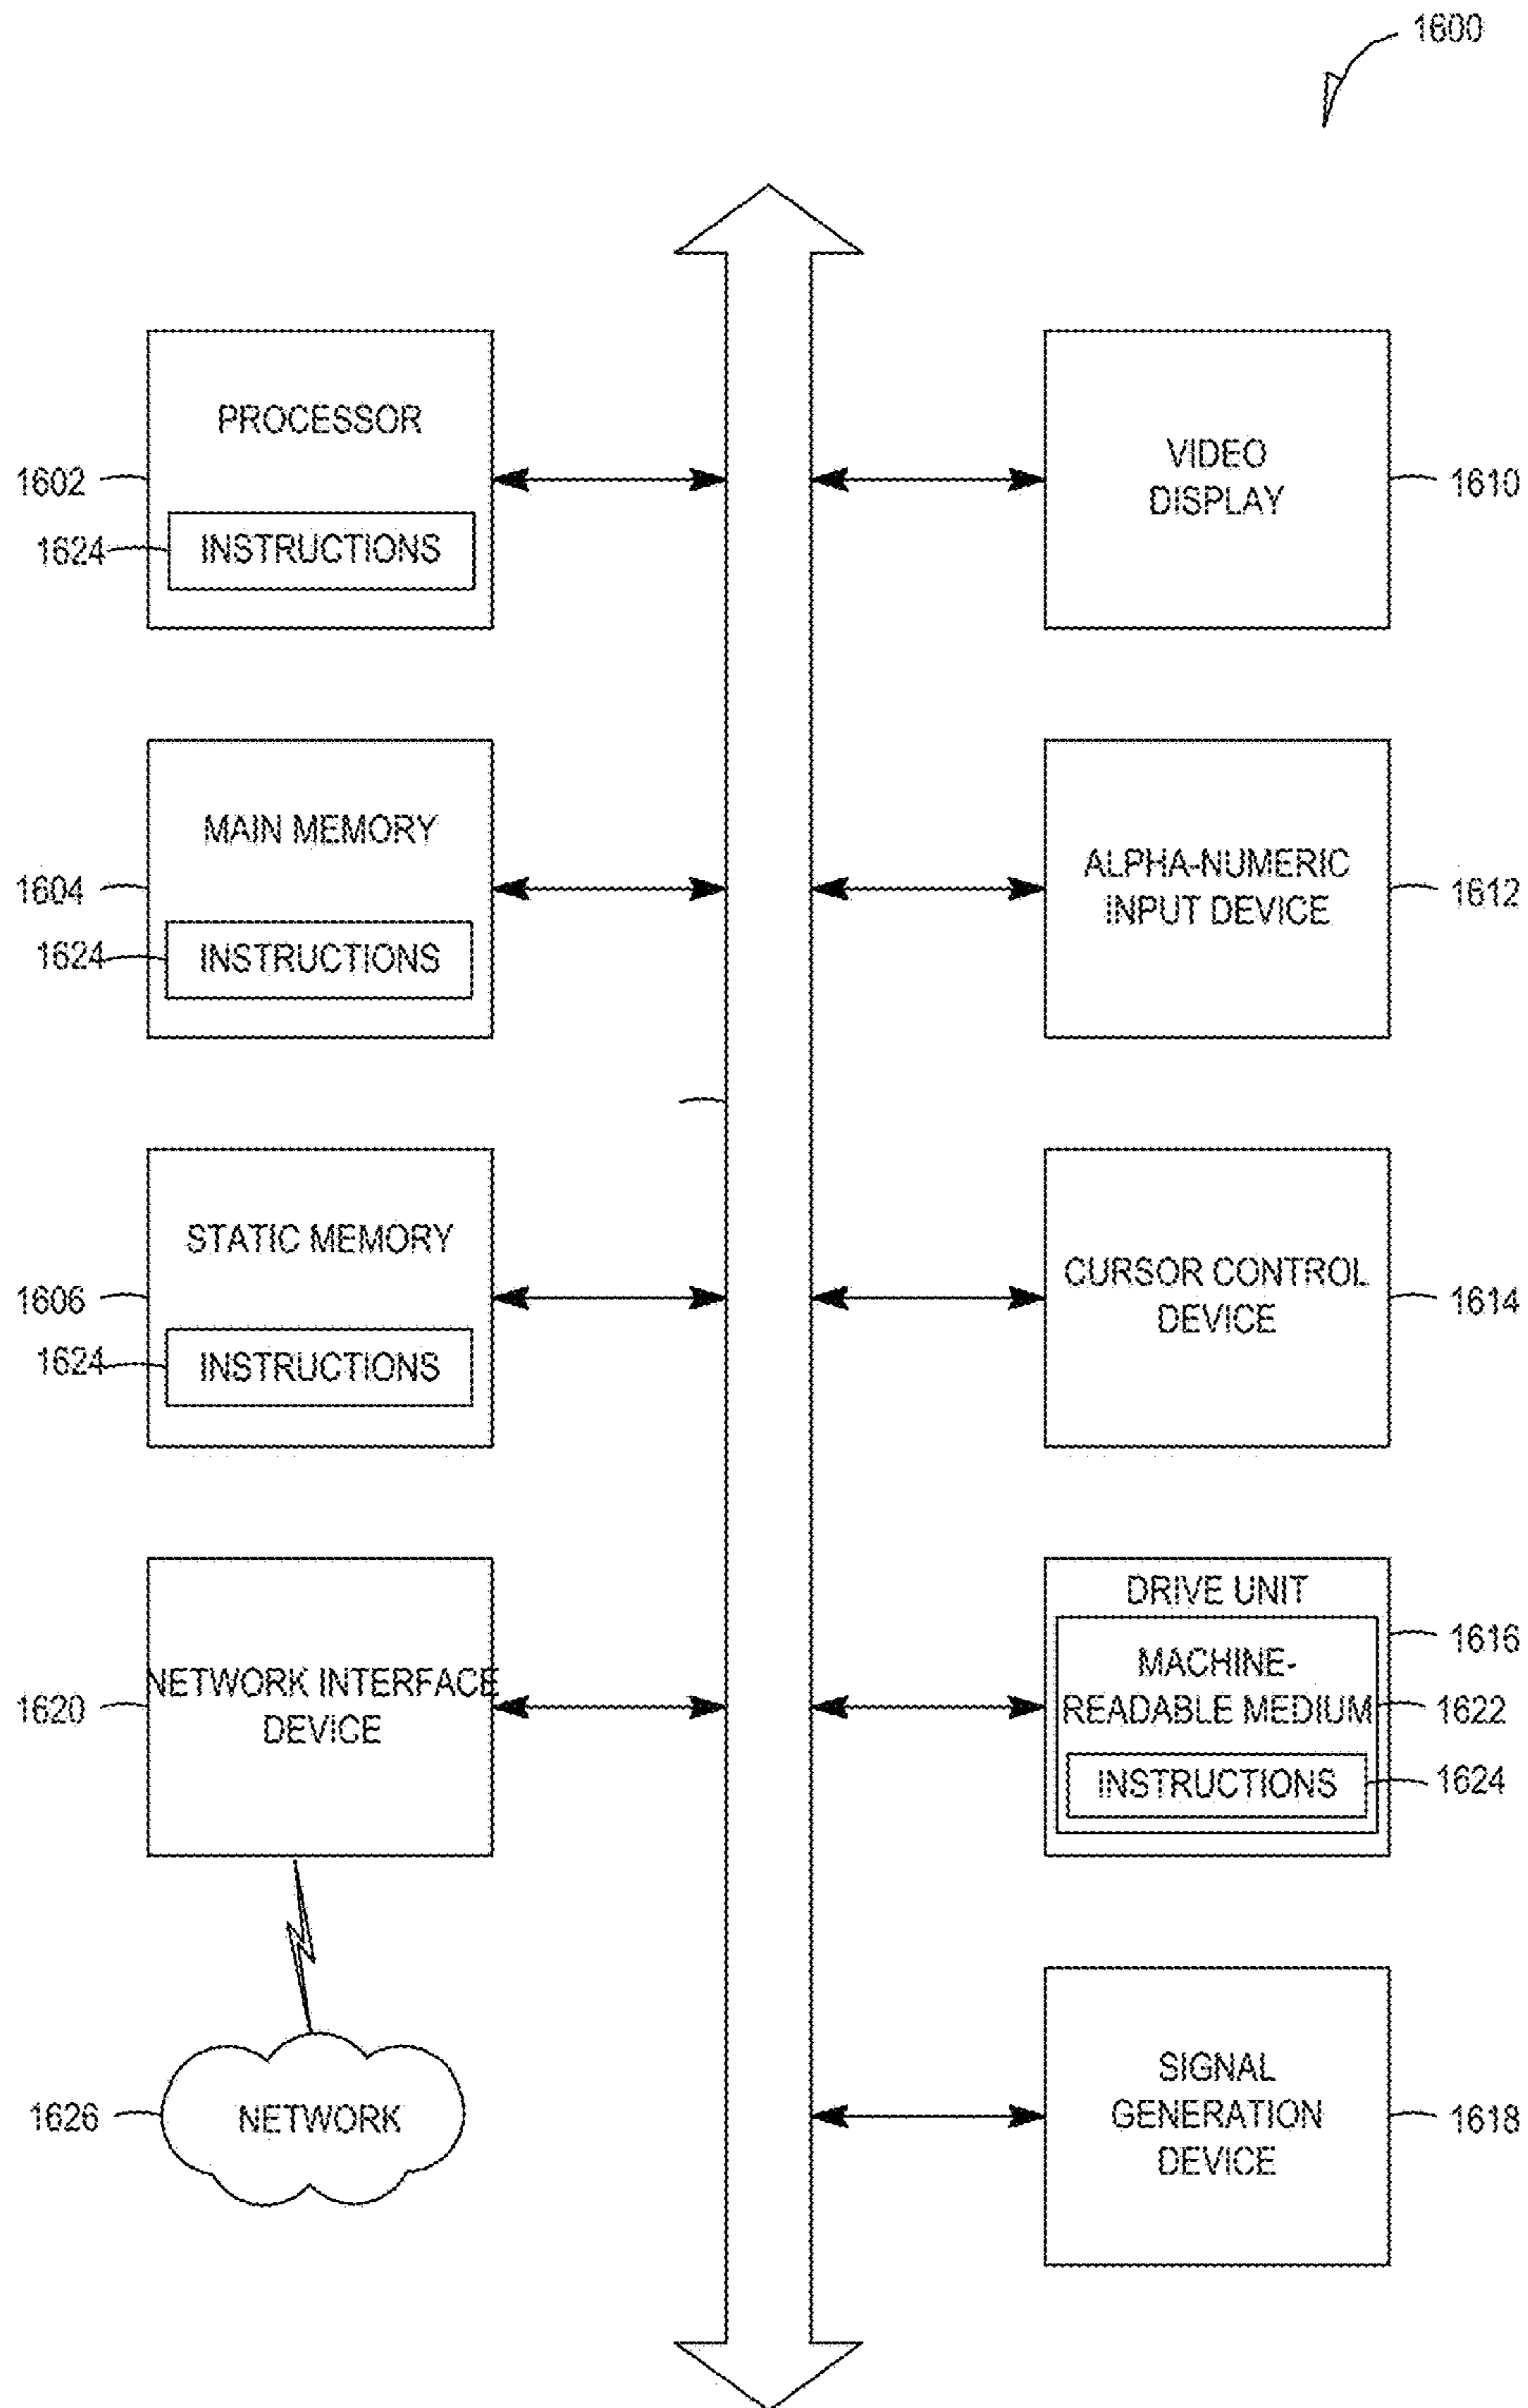 1600
PROCESSOR
1602
1624
INSTRUCTIONS
VIDEO
DISPLAY
1610
MAIN MEMORY
1604
1624
INSTRUCTIONS
ALPHA-NUMERIC
INPUT DEVICE
1612
STATIC MEMORY
1606
1624
INSTRUCTIONS
CURSOR CONTROL
DEVICE
1614
NETWORK INTERFACE
DEVICE
1620
DRIVE UNIT
1616
MACHINE-
READABLE MEDIUM
1622
INSTRUCTIONS
1624
1626
NETWORK
SIGNAL
GENERATION
DEVICE
1618